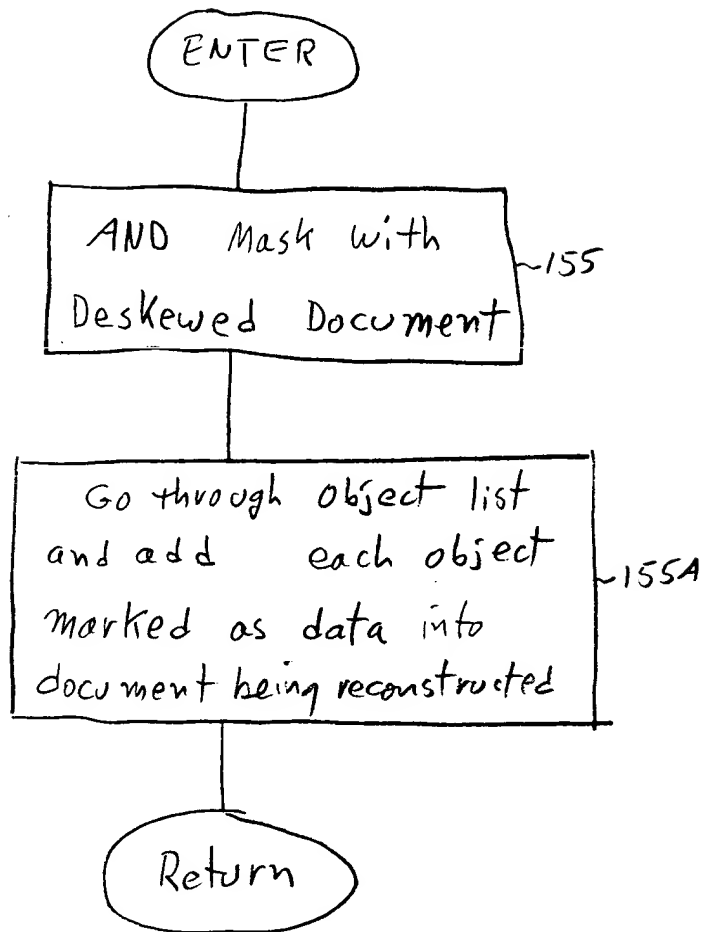 ENTER
AND Mask with
Deskewed Document
~155
Go through object list
and add each object
marked as data into
document being reconstructed
~155A
Return